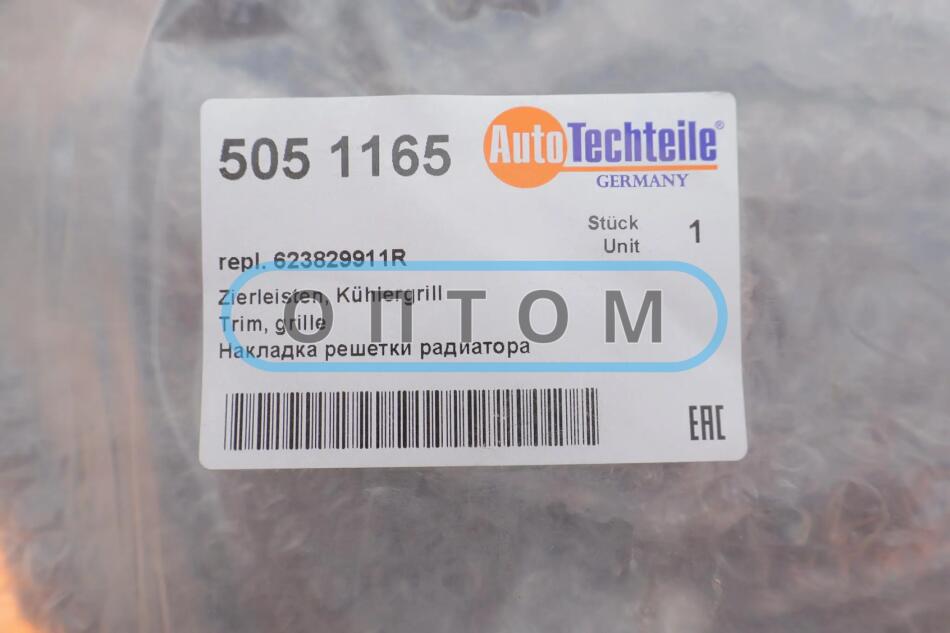 505 1165
AutoTechteile®
GERMANY
Stück
Unit
1
repl. 623829911R
Zierleisten, Kühlergrill
Trim, grille
Накладка решетки радиатора
ОПТОМ
EAC